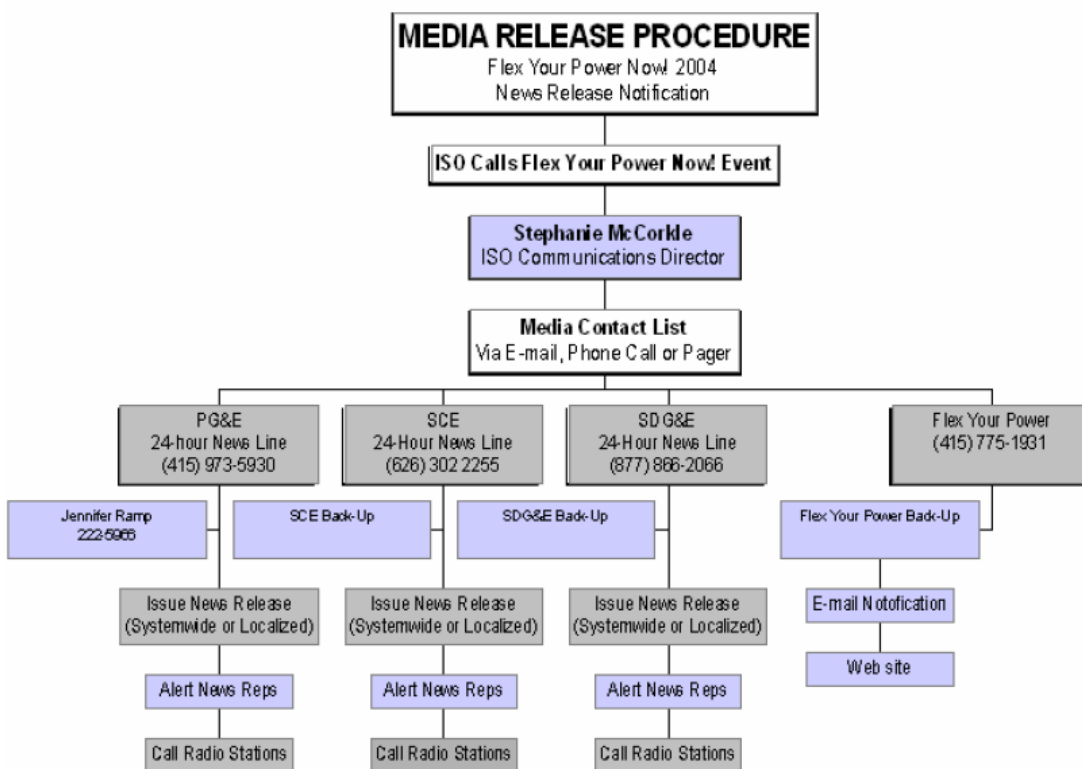 MEDIA RELEASE PROCEDURE
Flex Your Power Now! 2004
News Release Notification
ISO Calls Flex Your Power Now! Event
Stephanie McCorkle
ISO Communications Director
Media Contact List
Via E-mail, Phone Call or Pager
PG&E
24-hour News Line
(415) 973-5930
SCE
24-Hour News Line
(626) 302 2255
SDG&E
24-Hour News Line
(877) 866-2066
Flex Your Power
(415) 775-1931
Jennifer Ramp
222-5966
SCE Back-Up
SDG&E Back-Up
Flex Your Power Back-Up
Issue News Release
(Systemwide or Localized)
Issue News Release
(Systemwide or Localized)
Issue News Release
(Systemwide or Localized)
E-mail Notofication
Web site
Alert News Reps
Alert News Reps
Alert News Reps
Call Radio Stations
Call Radio Stations
Call Radio Stations